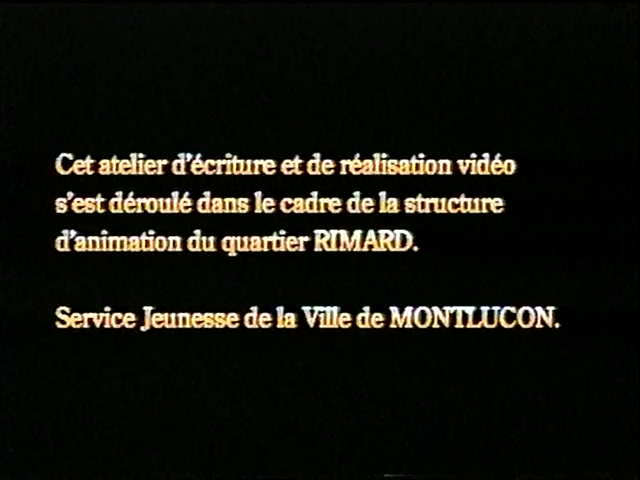 Cet atelier d'écriture et de réalisation vidéo
s'est déroulé dans le cadre de la structure
d'animation du quartier RIMARD.
Service Jeunesse de la Ville de MONTLUCON.